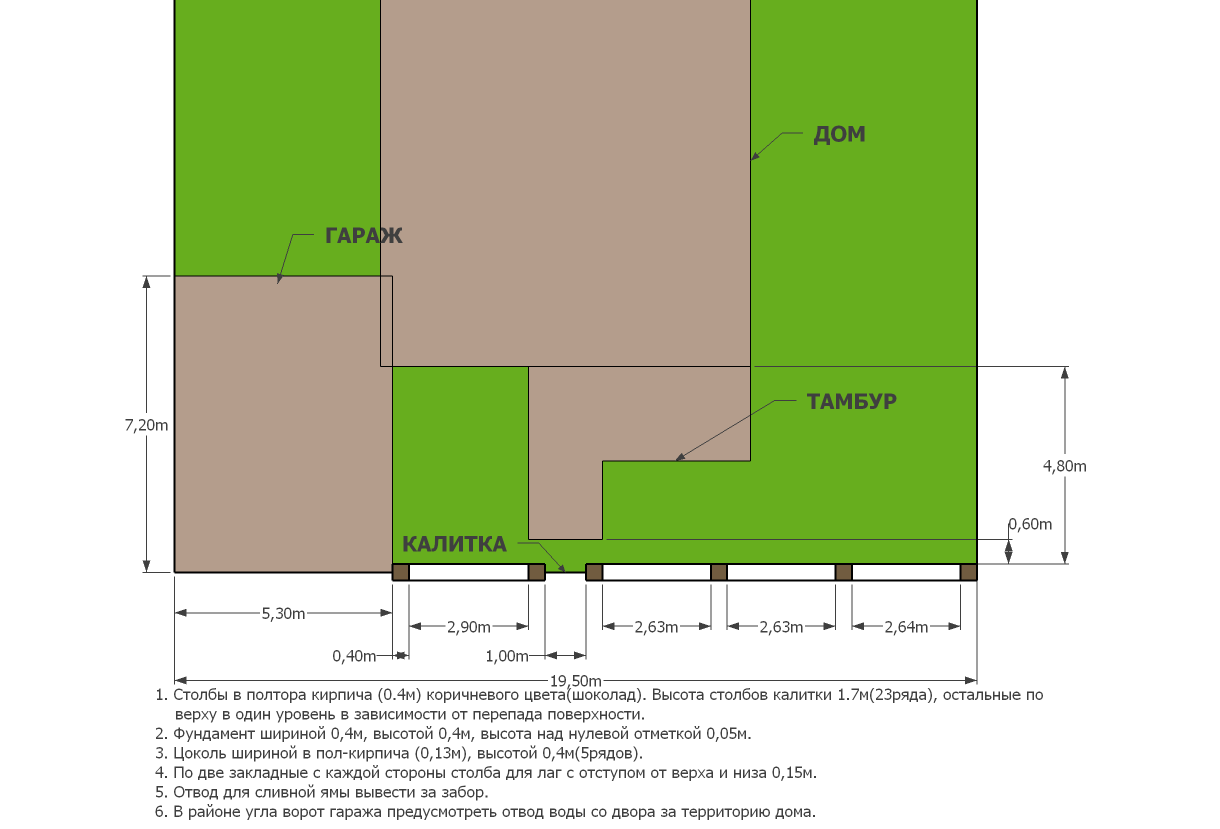 ДОМ
ГАРАЖ
ТАМБУР
7,20m
4,80m
0,60m
КАЛИТКА
5,30m
2,90m
2,63m
2,63m
2,64m
0,40m
1,00m
19,50m
1. Столбы в полтора кирпича (0.4м) коричневого цвета(шоколад). Высота столбов калитки 1.7м(23ряда), остальные по
верху в один уровень в зависимости от перепада поверхности.
2. Фундамент шириной 0,4м, высотой 0,4м, высота над нулевой отметкой 0,05м.
3. Цоколь шириной в пол-кирпича (0,13м), высотой 0,4м(5рядов).
4. По две закладные с каждой стороны столба для лаг с отступом от верха и низа 0,15м.
5. Отвод для сливной ямы вывести за забор.
6. В районе угла ворот гаража предусмотреть отвод воды со двора за территорию дома.